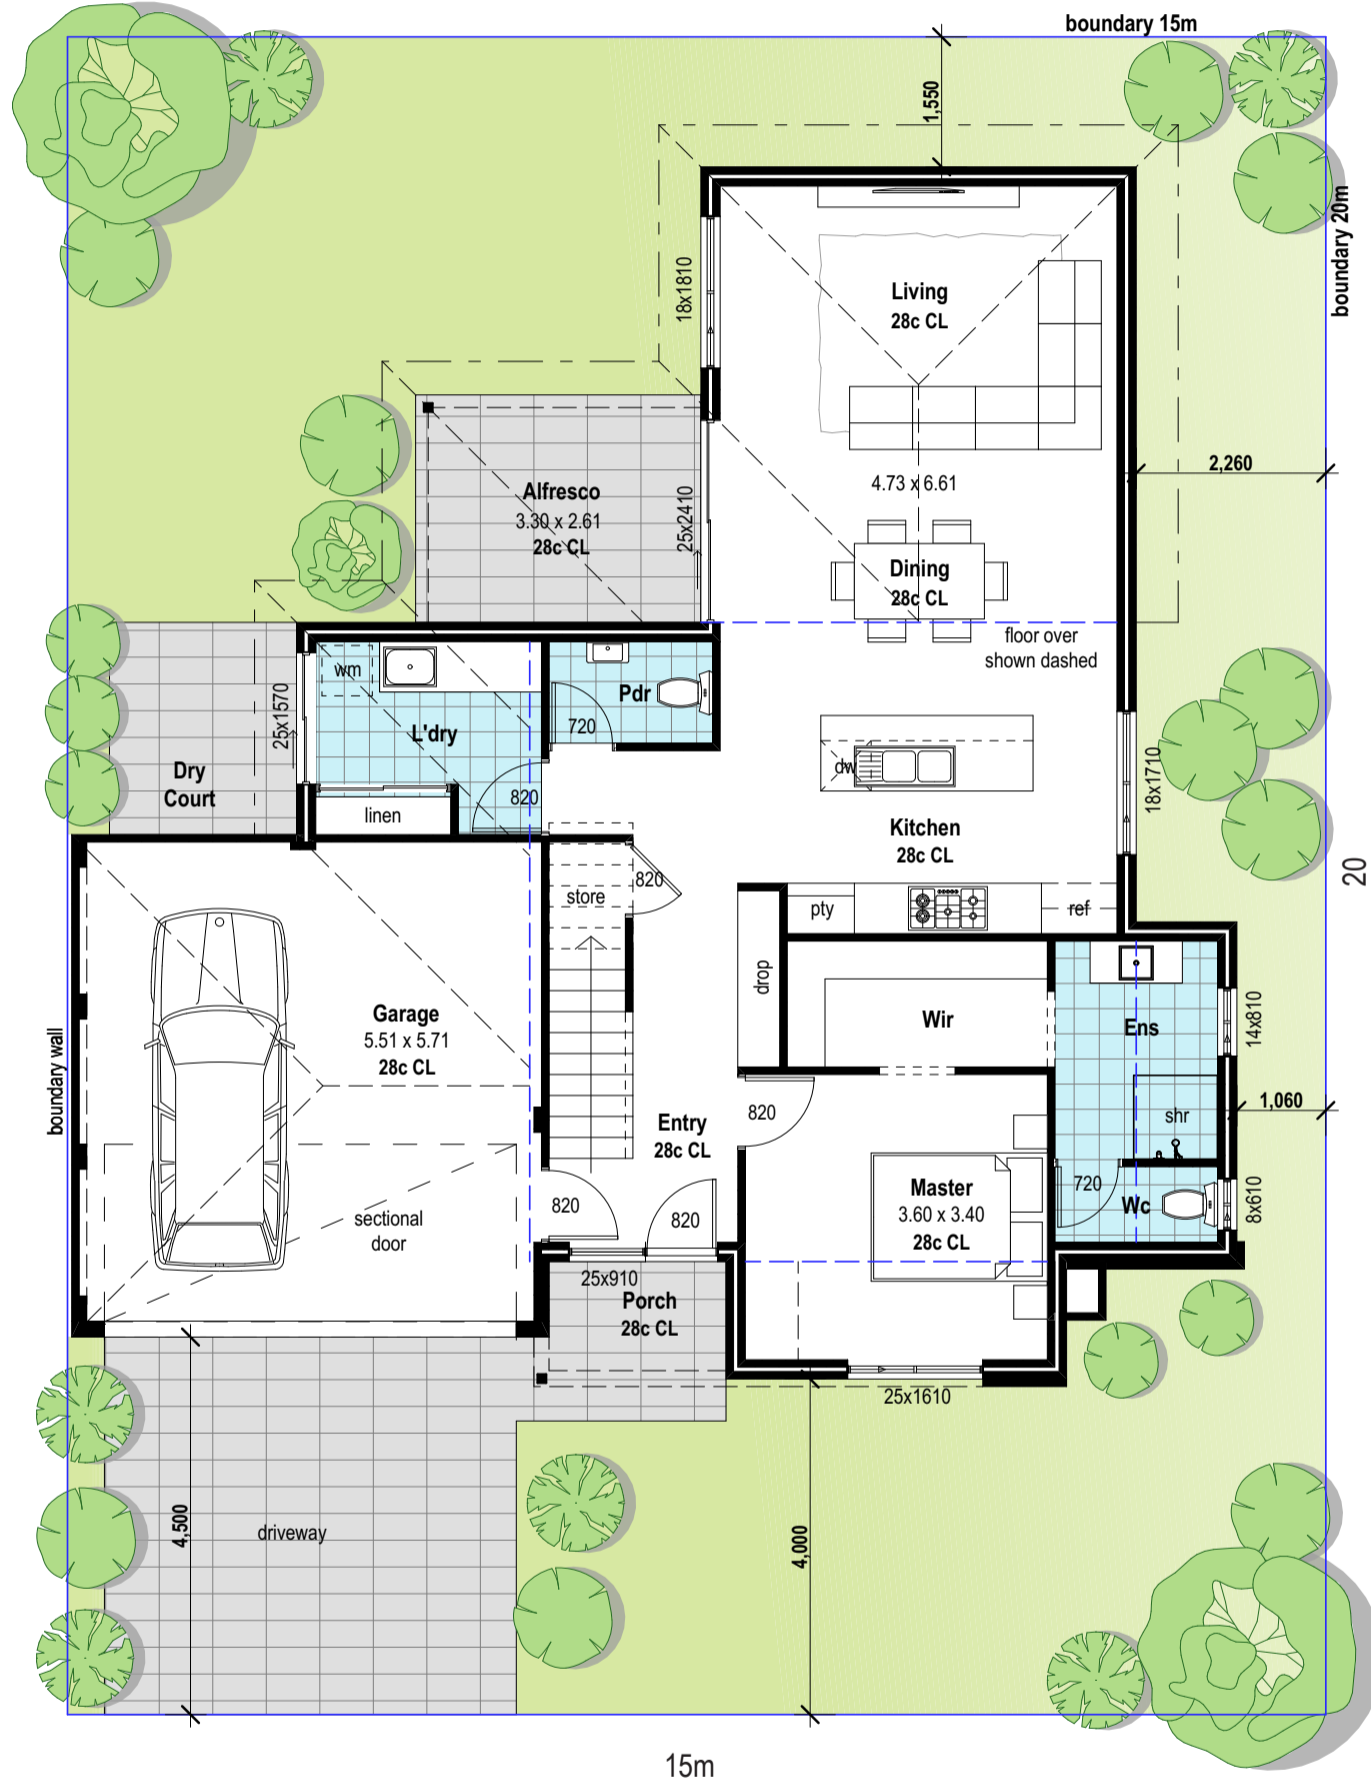 boundary 15m
1,550
boundary 20m
18x1810
Living
28c CL
2,260
4.73 x 6.61
Alfresco
3.30 x 2.61
28c CL
25x2410
Dining
28c CL
floor over
shown dashed
wm
Pdr
720
25x1570
L'dry
dw
18x1710
Dry
Court
820
linen
Kitchen
28c CL
20
store
820
pty
ref
drop
Wir
Ens
14x810
Garage
5.51 x 5.71
28c CL
boundary wall
Entry
28c CL
820
shr
1,060
Master
3.60 x 3.40
28c CL
720
Wc
8x610
820
820
sectional
door
25x910
Porch
28c CL
25x1610
4,500
driveway
4,000
15m